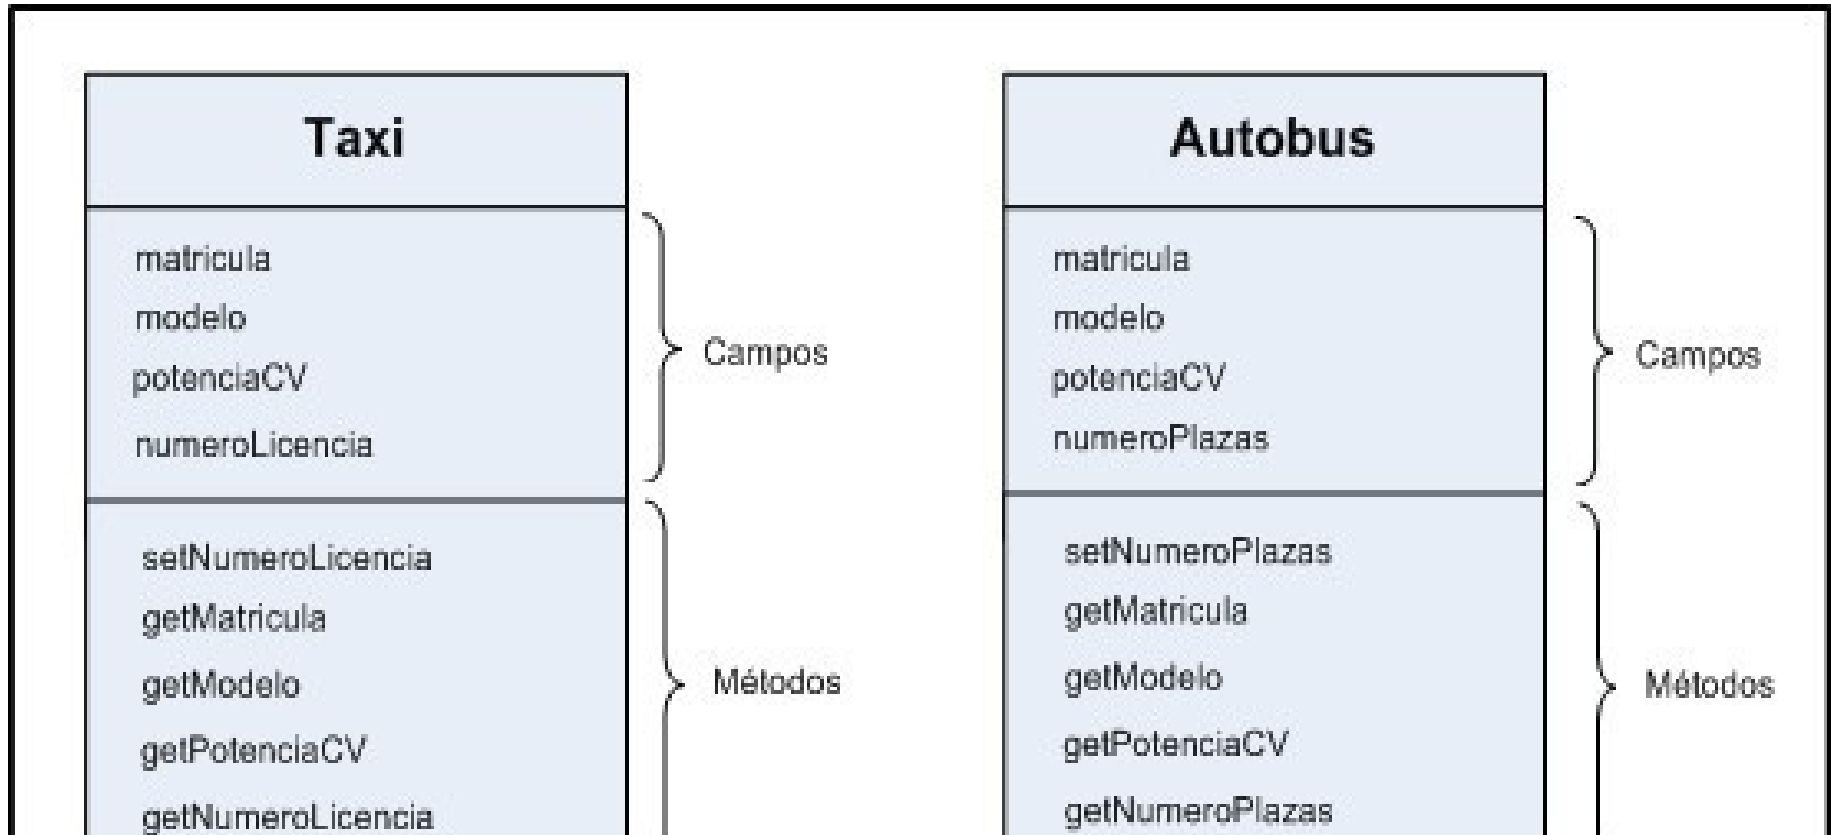 Taxi
matricula
modelo
potenciaCV
numeroLicencia
Campos
setNumeroLicencia
getMatricula
getModelo
getPotenciaCV
getNumeroLicencia
Métodos
Autobus
matricula
modelo
potenciaCV
numeroPlazas
Campos
setNumeroPlazas
getMatricula
getModelo
getPotenciaCV
getNumeroPlazas
Métodos